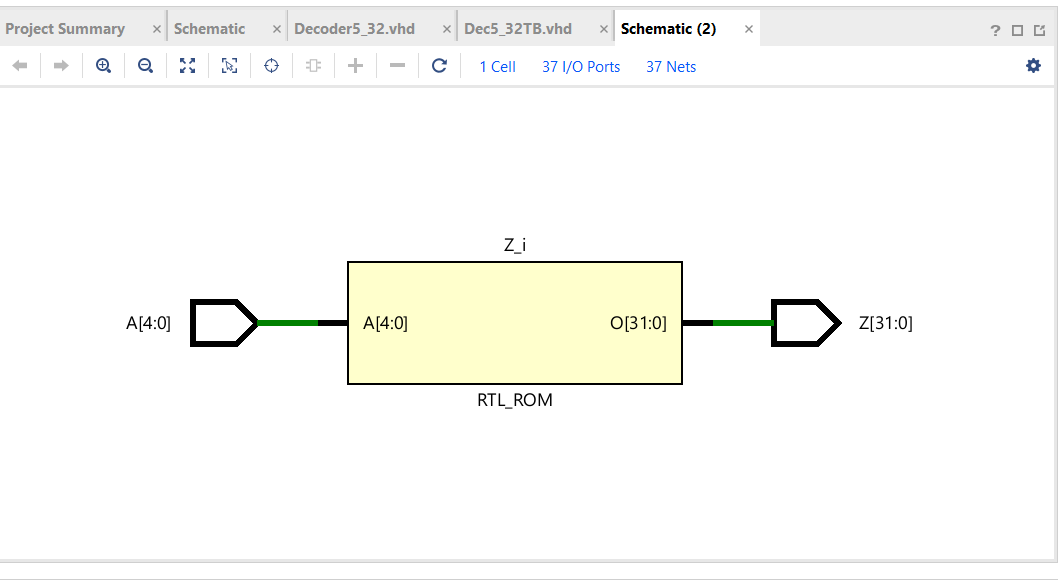 Project Summary × Schematic × Decoder5_32.vhd × Dec5_32TB.vhd × Schematic (2) × ?
1 Cell 37 I/O Ports 37 Nets
Z_i
A[4:0] A[4:0] O[31:0] Z[31:0]
RTL_ROM